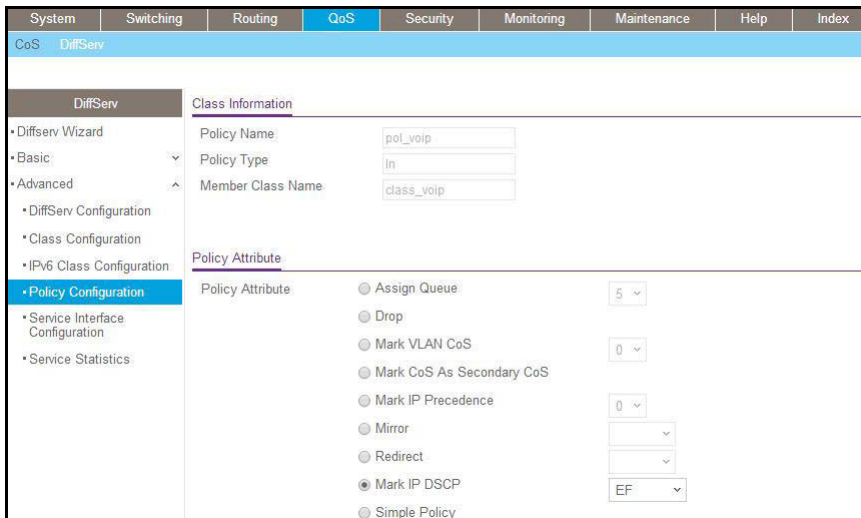 System Switching Routing QoS Security Monitoring Maintenance Help Index
CoS DiffServ
DiffServ
Diffserv Wizard
Basic
Advanced
DiffServ Configuration
Class Configuration
IPv6 Class Configuration
Policy Configuration
Service Interface
Configuration
Service Statistics
Class Information
Policy Name pol_voip
Policy Type In
Member Class Name class_voip
Policy Attribute
Policy Attribute Assign Queue 5
Drop
Mark VLAN CoS 0
Mark CoS As Secondary CoS
Mark IP Precedence 0
Mirror
Redirect
Mark IP DSCP EF
Simple Policy